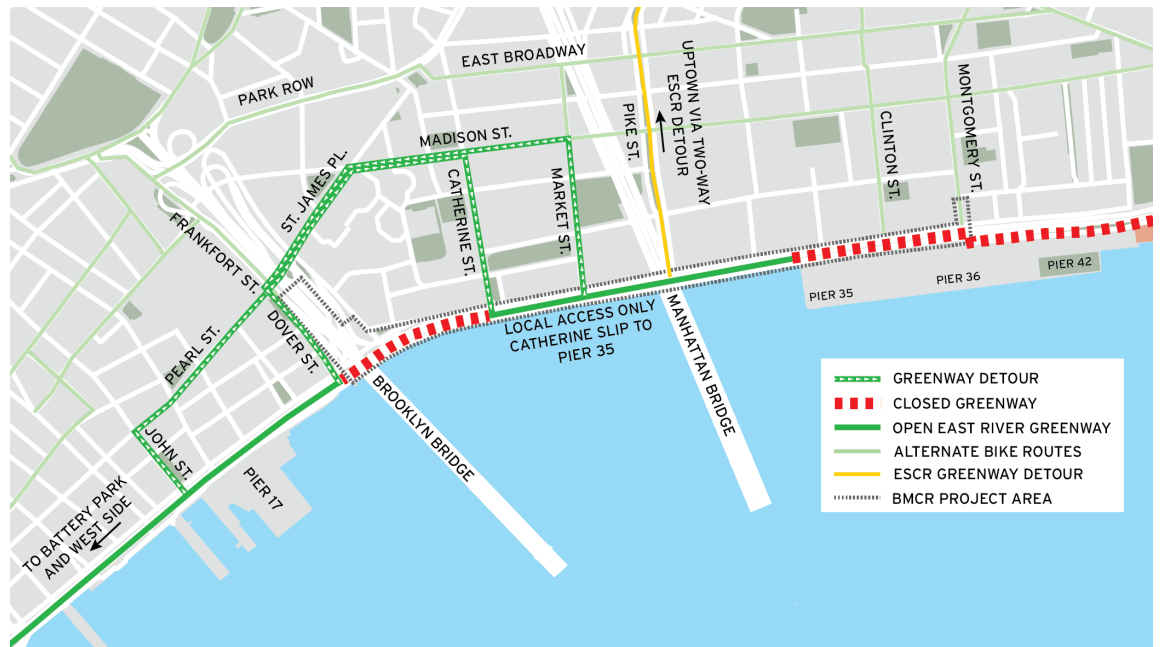 EAST BROADWAY
PARK ROW
MADISON ST.
ST. JAMES PL.
FRANKFORT ST.
CATHERINE ST.
MARKET ST.
PIKE ST.
UPTOWN VIA TWO-WAY
ESCR DETOUR
CLINTON ST.
MONTGOMERY ST.
PEARL ST.
DOVER ST.
JOHN ST.
LOCAL ACCESS ONLY
CATHERINE SLIP TO
PIER 35
PIER 35
PIER 36
PIER 42
MANHATTAN BRIDGE
BROOKLYN BRIDGE
PIER 17
TO BATTERY PARK
AND WEST SIDE
GREENWAY DETOUR
CLOSED GREENWAY
OPEN EAST RIVER GREENWAY
ALTERNATE BIKE ROUTES
ESCR GREENWAY DETOUR
BMCR PROJECT AREA